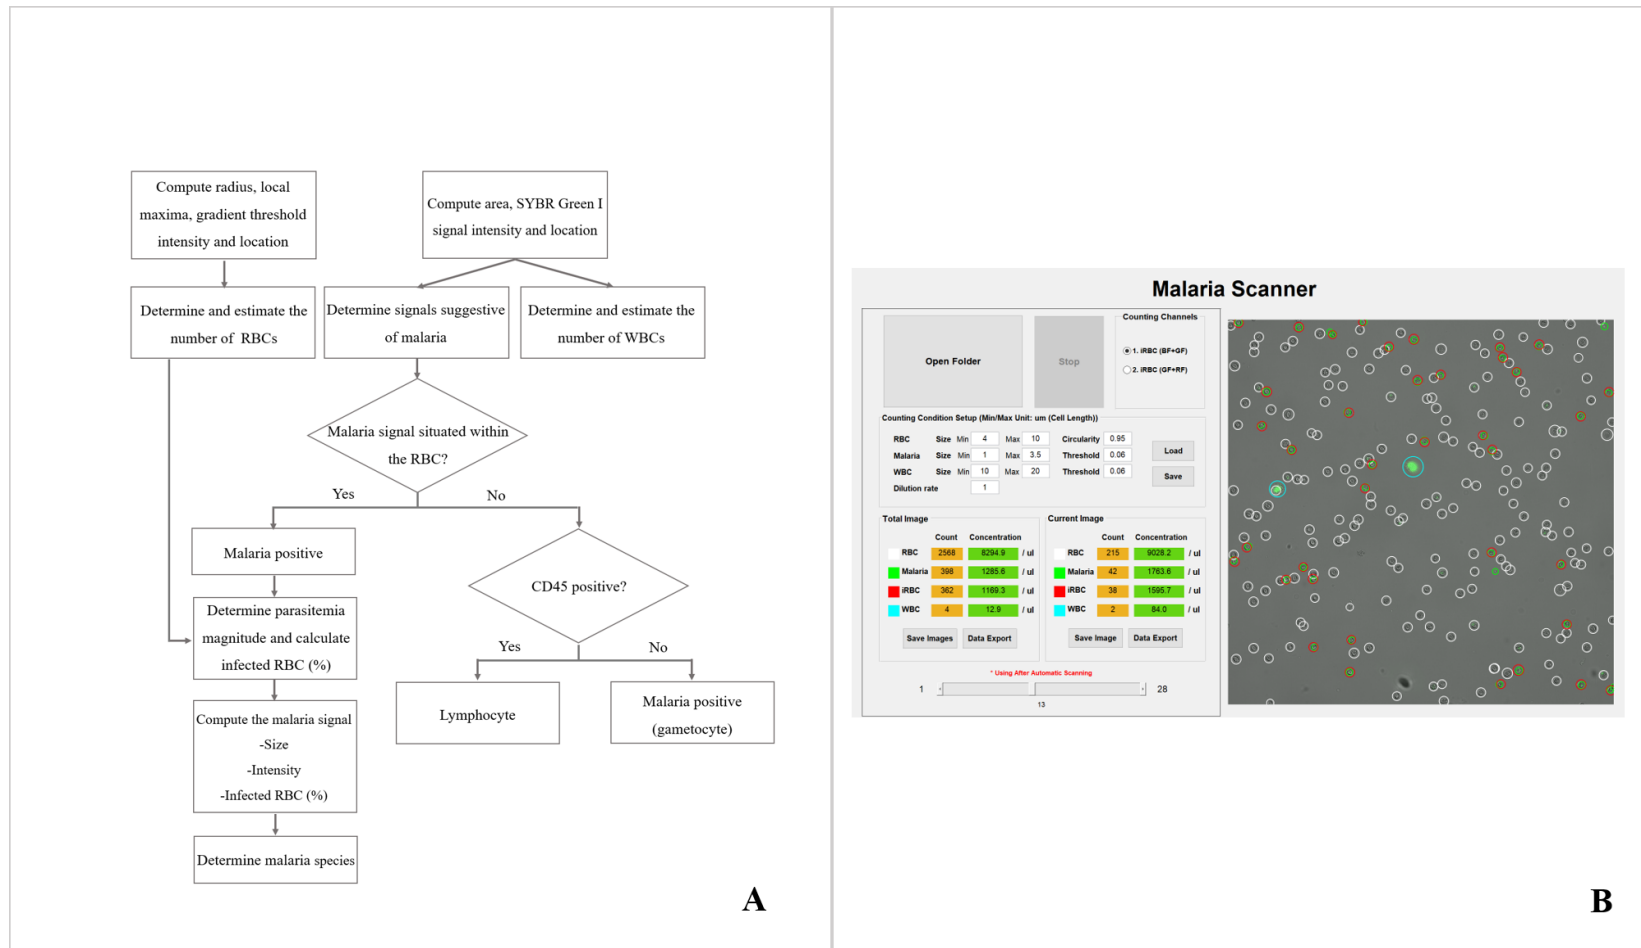 Compute radius, local
maxima, gradient threshold
intensity and location
Compute area, SYBR Green I
signal intensity and location
Determine and estimate the
number of RBCs
Determine signals suggestive
of malaria
Determine and estimate the
number of WBCs
Malaria signal situated within
the RBC?
Yes
No
Malaria positive
CD45 positive?
Determine parasitemia
magnitude and calculate
infected RBC (%)
Yes
No
Compute the malaria signal
-Size
-Intensity
-Infected RBC (%)
Lymphocyte
Malaria positive
(gametocyte)
Determine malaria species
A
Malaria Scanner
Open Folder
Stop
Counting Channels
1. iRBC (BF+GF)
2. iRBC (GF+RF)
Counting Condition Setup (Min/Max Unit: um (Cell Length))
RBC Size Min 4 Max 10 Circularity 0.95
Malaria Size Min 1 Max 3.5 Threshold 0.06
WBC Size Min 10 Max 20 Threshold 0.06
Dilution rate 1
Load
Save
Total Image
Count Concentration
RBC 2568 8294.9 / ul
Malaria 398 1285.6 / ul
iRBC 362 1169.3 / ul
WBC 4 12.9 / ul
Save Images Data Export
Current Image
Count Concentration
RBC 215 9028.2 / ul
Malaria 42 1763.6 / ul
iRBC 38 1595.7 / ul
WBC 2 84.0 / ul
Save Image Data Export
* Using After Automatic Scanning
1 28
13
B